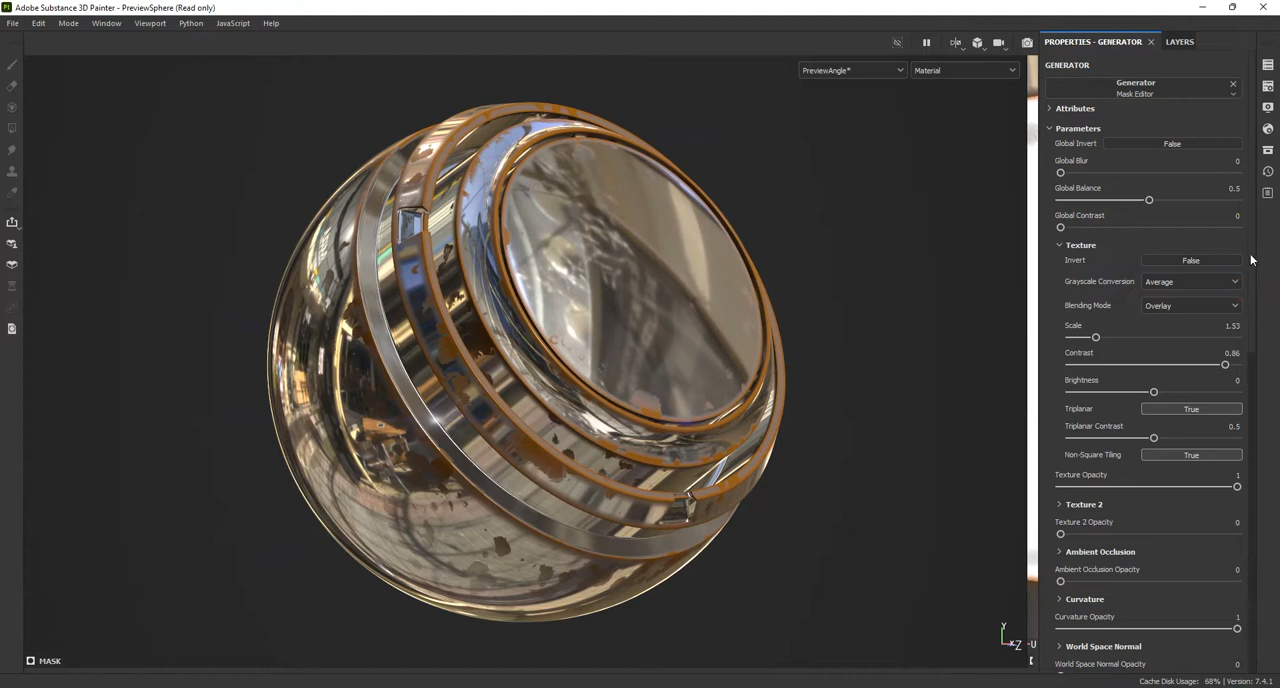 Pt Adobe Substance 3D Painter - PreviewSphere (Read only)
File Edit Mode Window Viewport Python JavaScript Help
PreviewAngle* Material
PROPERTIES - GENERATOR LAYERS
GENERATOR
Generator
Mask Editor
Attributes
Parameters
Global Invert False
Global Blur 0
Global Balance 0.5
Global Contrast 0
Texture
Invert False
Grayscale Conversion Average
Blending Mode Overlay
Scale 1.53
Contrast 0.86
Brightness 0
Triplanar True
Triplanar Contrast 0.5
Non-Square Tiling True
Texture Opacity 1
Texture 2
Texture 2 Opacity 0
Ambient Occlusion
Ambient Occlusion Opacity 0
Curvature
Curvature Opacity 1
World Space Normal
World Space Normal Opacity 0
Y
Z
U
MASK
Cache Disk Usage: 68% | Version: 7.4.1